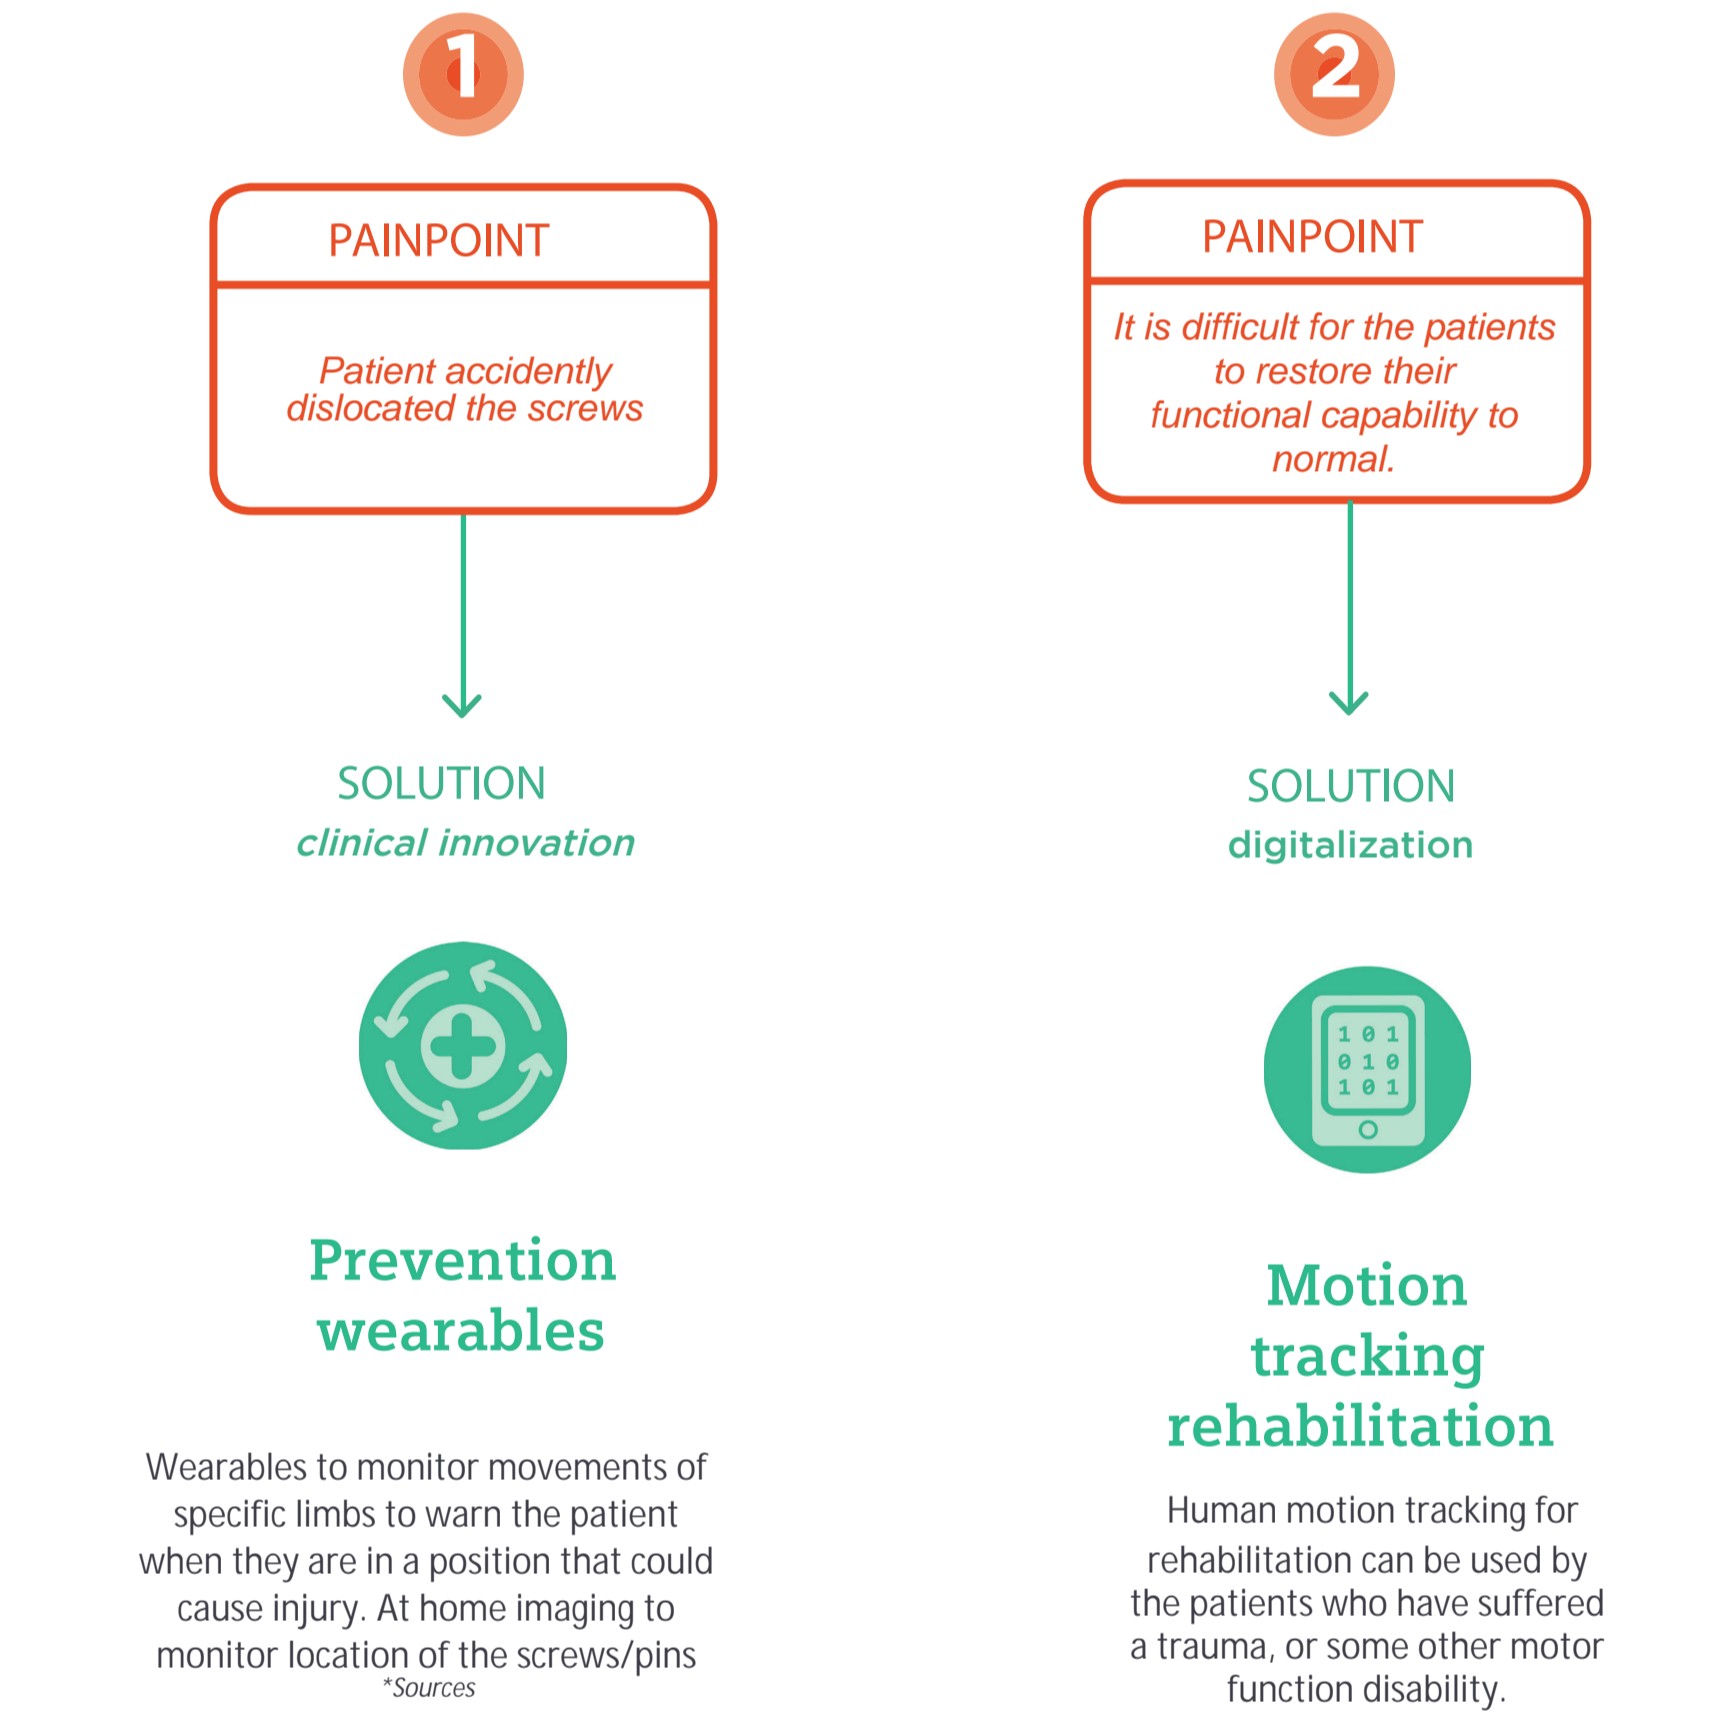 1
PAINPOINT
Patient accidently
dislocated the screws
SOLUTION
clinical innovation
Prevention
wearables
Wearables to monitor movements of
specific limbs to warn the patient
when they are in a position that could
cause injury. At home imaging to
monitor location of the screws/pins
*Sources
2
PAINPOINT
It is difficult for the patients
to restore their
functional capability to
normal.
SOLUTION
digitalization
1 0 1
0 1 0
1 0 1
Motion
tracking
rehabilitation
Human motion tracking for
rehabilitation can be used by
the patients who have suffered
a trauma, or some other motor
function disability.